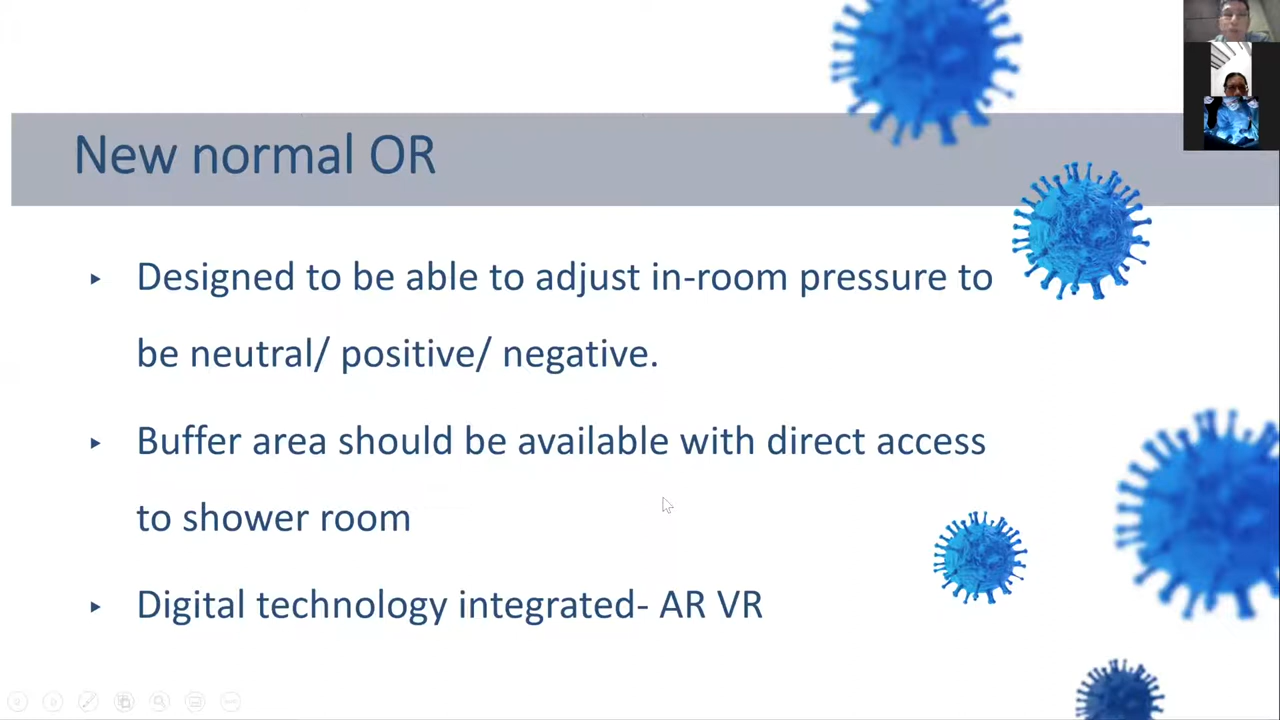 New normal OR
Designed to be able to adjust in-room pressure to
be neutral/ positive/ negative.
Buffer area should be available with direct access
to shower room
Digital technology integrated- AR VR